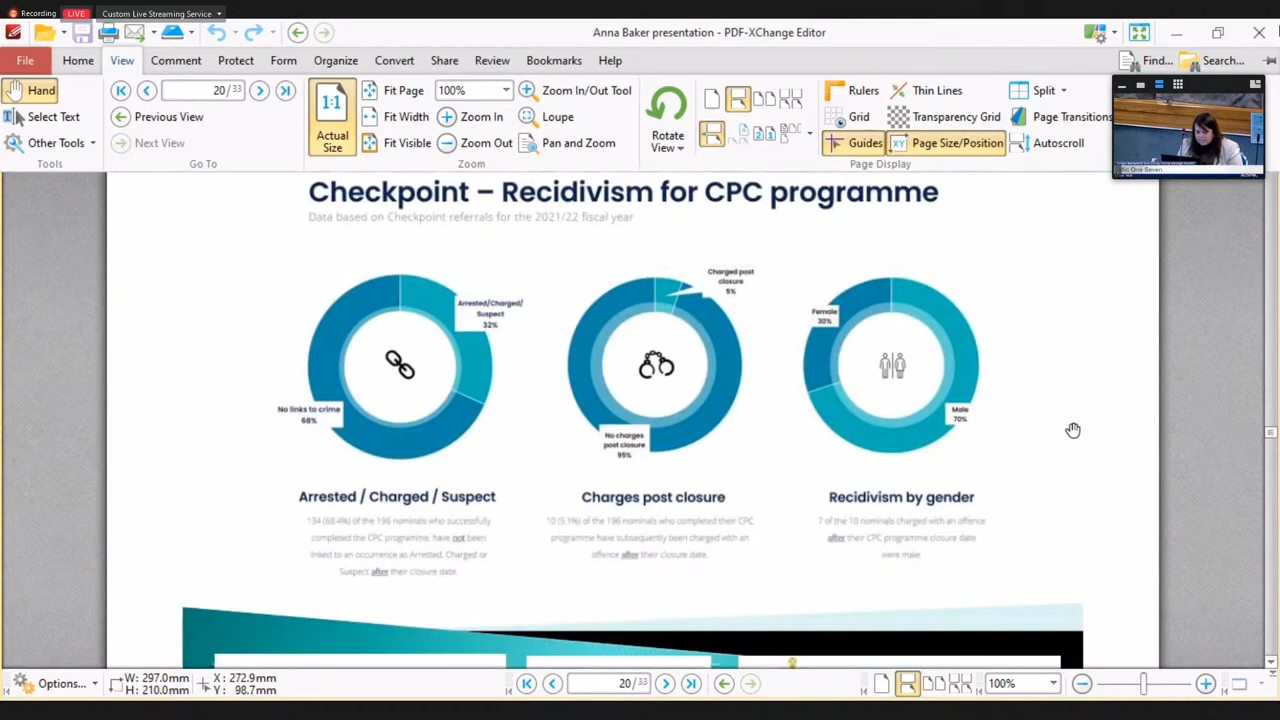 Recording LIVE Custom Live Streaming Service
Anna Baker presentation - PDF-XChange Editor
File Home View Comment Protect Form Organize Convert Share Review Bookmarks Help Find... Search...
Hand 20 / 33 Fit Page 100% Zoom In/Out Tool Rulers Thin Lines Split
Select Text Previous View Fit Width Zoom In Loupe Grid Transparency Grid Page Transitions
Other Tools Next View Fit Visible Zoom Out Pan and Zoom Guides Page Size/Position Autoscroll
1:1
Actual Size
Rotate View
Tools Go To Zoom Page Display
Mic One Seven
Checkpoint – Recidivism for CPC programme
Data based on Checkpoint referrals for the 2021/22 fiscal year
Arrested/Charged/
Suspect
32%
No links to crime
68%
Charged post
closure
5%
No charges
post closure
95%
Female
30%
Male
70%
Arrested / Charged / Suspect
134 (68.4%) of the 196 nominals who successfully
completed the CPC programme, have not been
linked to an occurrence as Arrested, Charged or
Suspect after their closure date.
Charges post closure
10 (5.1%) of the 196 nominals who completed their CPC
programme have subsequently been charged with an
offence after their closure date.
Recidivism by gender
7 of the 10 nominals charged with an offence
after their CPC programme closure date
were male.
Options... W: 297.0mm X: 272.9mm 20 / 33 100%
H: 210.0mm Y: 98.7mm